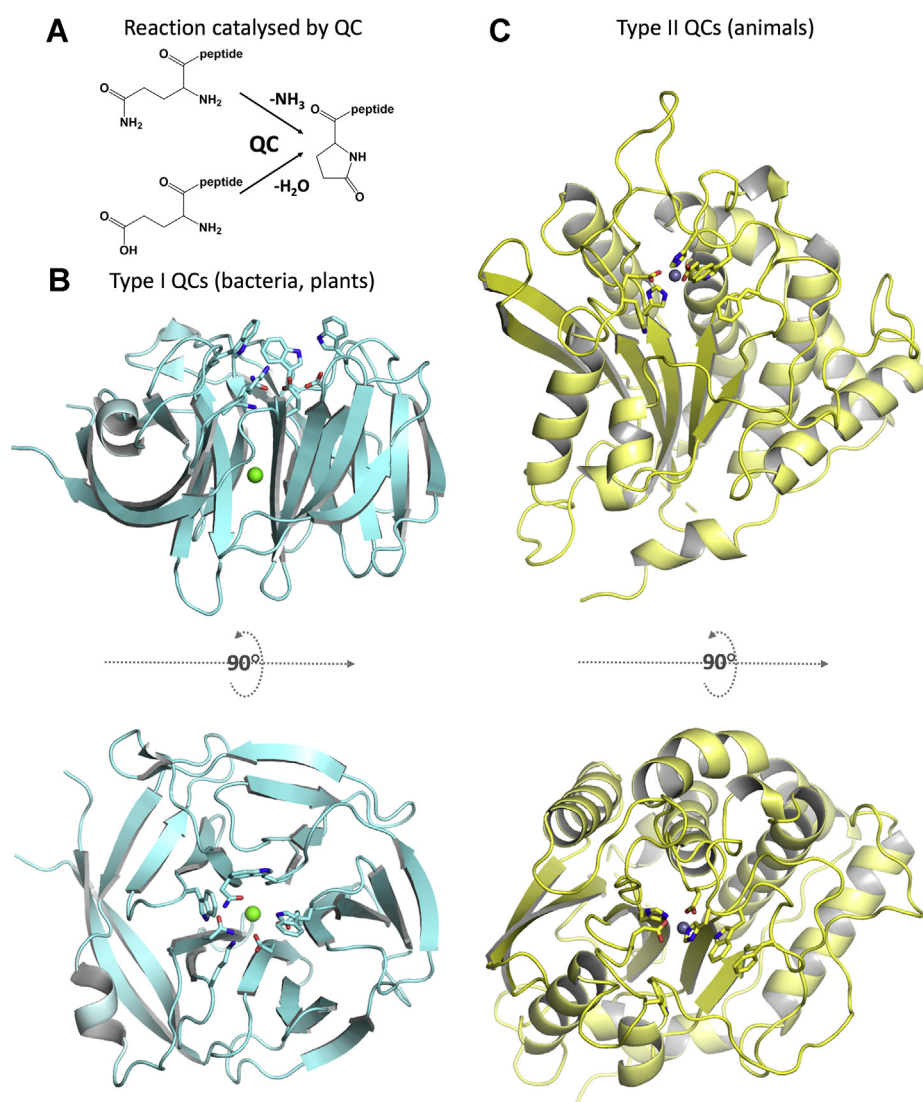 A
Reaction catalysed by QC
O
peptide
O
NH₂
NH₂
-NH₃
QC
-H₂O
O
peptide
NH
O
O
peptide
O
NH₂
OH
B
Type I QCs (bacteria, plants)
90°
C
Type II QCs (animals)
90°